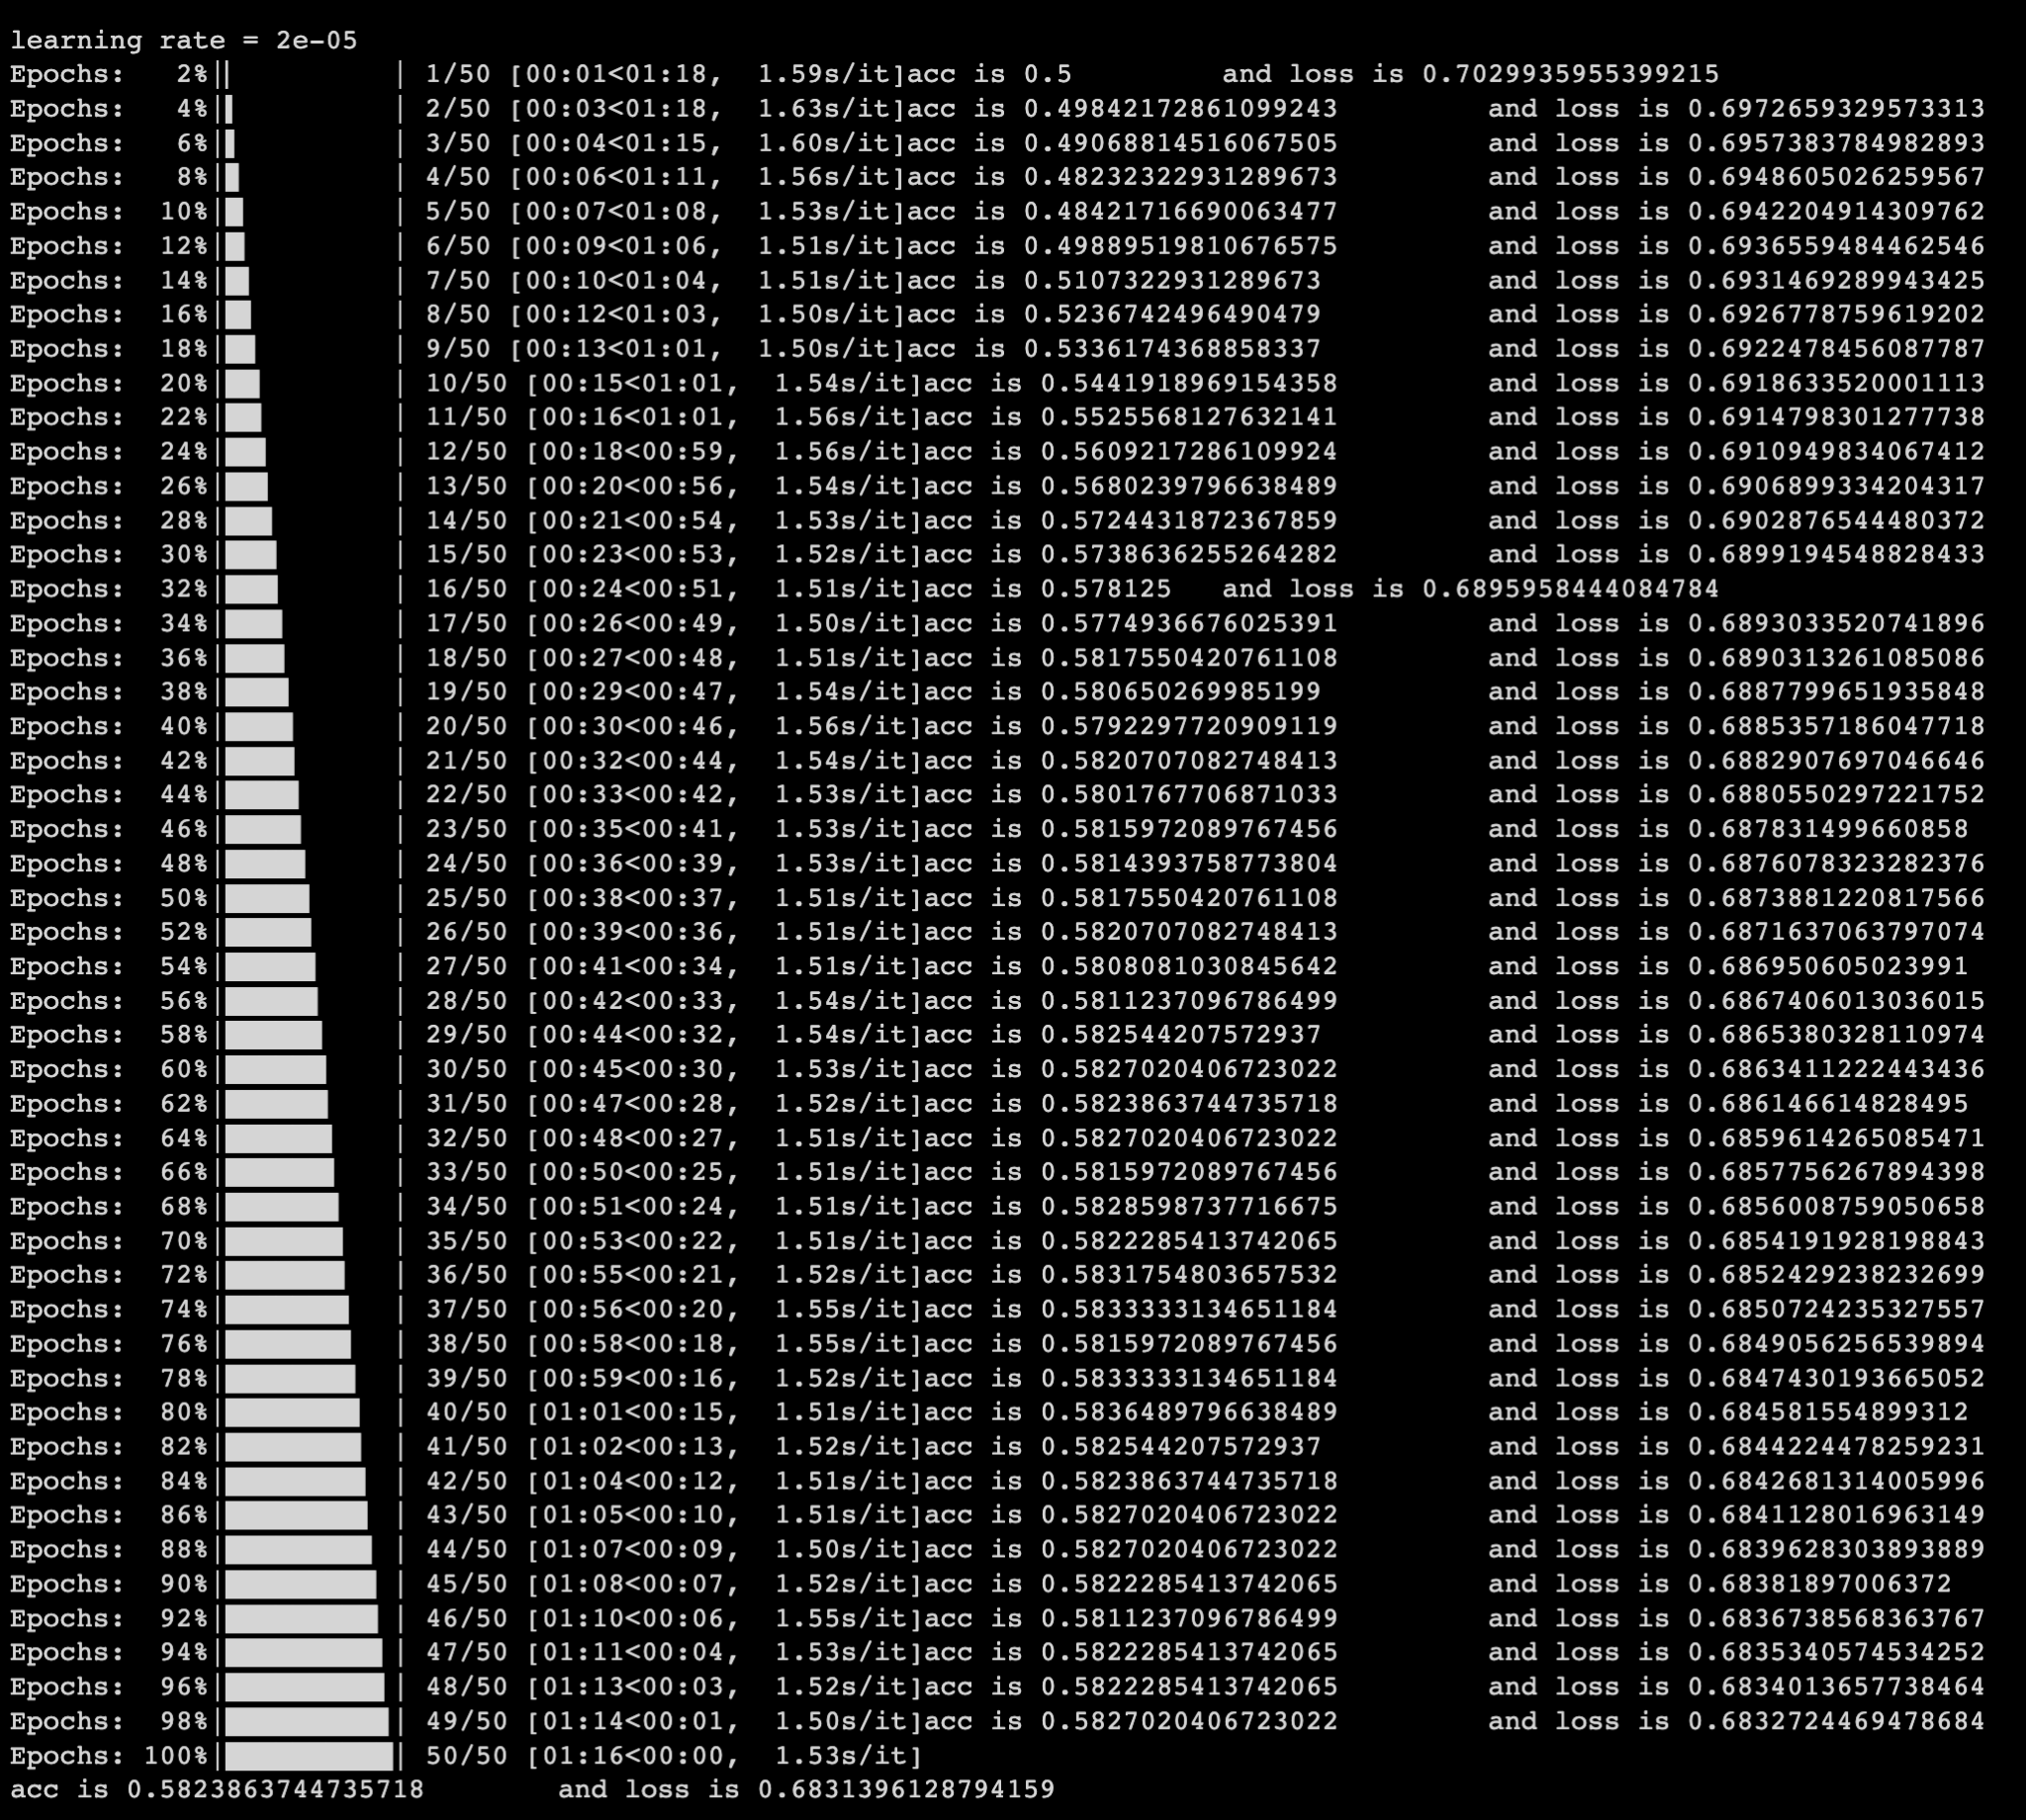 learning rate = 2e-05
Epochs:   2%|| | 1/50 [00:01<01:18,  1.59s/it]acc is 0.5 and loss is 0.7029935955399215
Epochs:   4%| | 2/50 [00:03<01:18,  1.63s/it]acc is 0.49842172861099243 and loss is 0.6972659329573313
Epochs:   6%| | 3/50 [00:04<01:15,  1.60s/it]acc is 0.49068814516067505 and loss is 0.6957383784982893
Epochs:   8%| | 4/50 [00:06<01:11,  1.56s/it]acc is 0.48232322931289673 and loss is 0.6948605026259567
Epochs:  10%| | 5/50 [00:07<01:08,  1.53s/it]acc is 0.48421716690063477 and loss is 0.6942204914309762
Epochs:  12%| | 6/50 [00:09<01:06,  1.51s/it]acc is 0.49889519810676575 and loss is 0.6936559484462546
Epochs:  14%| | 7/50 [00:10<01:04,  1.51s/it]acc is 0.5107322931289673 and loss is 0.6931469289943425
Epochs:  16%| | 8/50 [00:12<01:03,  1.50s/it]acc is 0.5236742496490479 and loss is 0.6926778759619202
Epochs:  18%| | 9/50 [00:13<01:01,  1.50s/it]acc is 0.5336174368858337 and loss is 0.6922478456087787
Epochs:  20%| | 10/50 [00:15<01:01,  1.54s/it]acc is 0.5441918969154358 and loss is 0.6918633520001113
Epochs:  22%| | 11/50 [00:16<01:01,  1.56s/it]acc is 0.5525568127632141 and loss is 0.6914798301277738
Epochs:  24%| | 12/50 [00:18<00:59,  1.56s/it]acc is 0.5609217286109924 and loss is 0.6910949834067412
Epochs:  26%| | 13/50 [00:20<00:56,  1.54s/it]acc is 0.5680239796638489 and loss is 0.6906899334204317
Epochs:  28%| | 14/50 [00:21<00:54,  1.53s/it]acc is 0.5724431872367859 and loss is 0.6902876544480372
Epochs:  30%| | 15/50 [00:23<00:53,  1.52s/it]acc is 0.5738636255264282 and loss is 0.6899194548828433
Epochs:  32%| | 16/50 [00:24<00:51,  1.51s/it]acc is 0.578125 and loss is 0.6895958444084784
Epochs:  34%| | 17/50 [00:26<00:49,  1.50s/it]acc is 0.5774936676025391 and loss is 0.6893033520741896
Epochs:  36%| | 18/50 [00:27<00:48,  1.51s/it]acc is 0.5817550420761108 and loss is 0.6890313261085086
Epochs:  38%| | 19/50 [00:29<00:47,  1.54s/it]acc is 0.580650269985199 and loss is 0.6887799651935848
Epochs:  40%| | 20/50 [00:30<00:46,  1.56s/it]acc is 0.5792297720909119 and loss is 0.6885357186047718
Epochs:  42%| | 21/50 [00:32<00:44,  1.54s/it]acc is 0.5820707082748413 and loss is 0.6882907697046646
Epochs:  44%| | 22/50 [00:33<00:42,  1.53s/it]acc is 0.5801767706871033 and loss is 0.6880550297221752
Epochs:  46%| | 23/50 [00:35<00:41,  1.53s/it]acc is 0.5815972089767456 and loss is 0.687831499660858
Epochs:  48%| | 24/50 [00:36<00:39,  1.53s/it]acc is 0.5814393758773804 and loss is 0.6876078323282376
Epochs:  50%| | 25/50 [00:38<00:37,  1.51s/it]acc is 0.5817550420761108 and loss is 0.6873881220817566
Epochs:  52%| | 26/50 [00:39<00:36,  1.51s/it]acc is 0.5820707082748413 and loss is 0.6871637063797074
Epochs:  54%| | 27/50 [00:41<00:34,  1.51s/it]acc is 0.5808081030845642 and loss is 0.686950605023991
Epochs:  56%| | 28/50 [00:42<00:33,  1.54s/it]acc is 0.5811237096786499 and loss is 0.6867406013036015
Epochs:  58%| | 29/50 [00:44<00:32,  1.54s/it]acc is 0.582544207572937 and loss is 0.6865380328110974
Epochs:  60%| | 30/50 [00:45<00:30,  1.53s/it]acc is 0.5827020406723022 and loss is 0.6863411222443436
Epochs:  62%| | 31/50 [00:47<00:28,  1.52s/it]acc is 0.5823863744735718 and loss is 0.686146614828495
Epochs:  64%| | 32/50 [00:48<00:27,  1.51s/it]acc is 0.5827020406723022 and loss is 0.6859614265085471
Epochs:  66%| | 33/50 [00:50<00:25,  1.51s/it]acc is 0.5815972089767456 and loss is 0.6857756267894398
Epochs:  68%| | 34/50 [00:51<00:24,  1.51s/it]acc is 0.5828598737716675 and loss is 0.6856008759050658
Epochs:  70%| | 35/50 [00:53<00:22,  1.51s/it]acc is 0.5822285413742065 and loss is 0.6854191928198843
Epochs:  72%| | 36/50 [00:55<00:21,  1.52s/it]acc is 0.5831754803657532 and loss is 0.6852429238232699
Epochs:  74%| | 37/50 [00:56<00:20,  1.55s/it]acc is 0.5833333134651184 and loss is 0.6850724235327557
Epochs:  76%| | 38/50 [00:58<00:18,  1.55s/it]acc is 0.5815972089767456 and loss is 0.6849056256539894
Epochs:  78%| | 39/50 [00:59<00:16,  1.52s/it]acc is 0.5833333134651184 and loss is 0.6847430193665052
Epochs:  80%| | 40/50 [01:01<00:15,  1.51s/it]acc is 0.5836489796638489 and loss is 0.684581554899312
Epochs:  82%| | 41/50 [01:02<00:13,  1.52s/it]acc is 0.582544207572937 and loss is 0.6844224478259231
Epochs:  84%| | 42/50 [01:04<00:12,  1.51s/it]acc is 0.5823863744735718 and loss is 0.6842681314005996
Epochs:  86%| | 43/50 [01:05<00:10,  1.51s/it]acc is 0.5827020406723022 and loss is 0.6841128016963149
Epochs:  88%| | 44/50 [01:07<00:09,  1.50s/it]acc is 0.5827020406723022 and loss is 0.6839628303893889
Epochs:  90%| | 45/50 [01:08<00:07,  1.52s/it]acc is 0.5822285413742065 and loss is 0.68381897006372
Epochs:  92%| | 46/50 [01:10<00:06,  1.55s/it]acc is 0.5811237096786499 and loss is 0.6836738568363767
Epochs:  94%| | 47/50 [01:11<00:04,  1.53s/it]acc is 0.5822285413742065 and loss is 0.6835340574534252
Epochs:  96%| | 48/50 [01:13<00:03,  1.52s/it]acc is 0.5822285413742065 and loss is 0.6834013657738464
Epochs:  98%| | 49/50 [01:14<00:01,  1.50s/it]acc is 0.5827020406723022 and loss is 0.6832724469478684
Epochs: 100%| | 50/50 [01:16<00:00,  1.53s/it]
acc is 0.5823863744735718 and loss is 0.6831396128794159